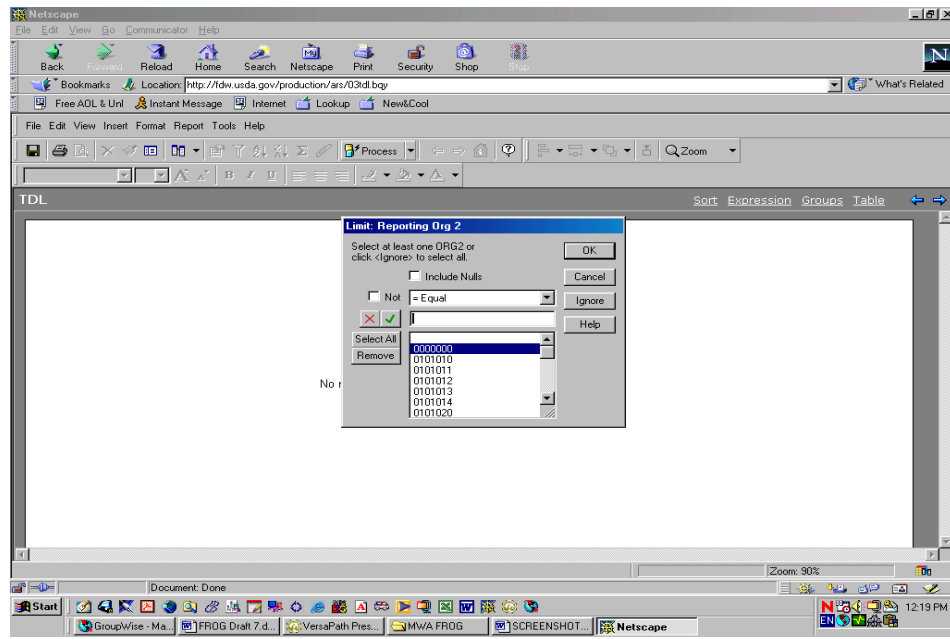 Netscape
File Edit View Go Communicator Help
Back Forward Reload Home Search Netscape Print Security Shop Stop
Bookmarks Location: http://fdw.usda.gov/production/ars/03tdl.bqy What's Related
Free AOL & Unl Instant Message Internet Lookup New&Cool
File Edit View Insert Format Report Tools Help
Process Zoom
B I U
TDL Sort Expression Groups Table
Limit: Reporting Org 2
Select at least one ORG2 or
click <Ignore> to select all.
OK
Include Nulls
Cancel
Not = Equal
Ignore
Help
Select All
Remove
0000000
0101010
0101011
0101012
0101013
0101014
0101020
No r
Zoom: 90%
Document: Done
Start 12:19 PM
GroupWise - Ma... FROG Draft 7.d... VersaPath Pres... MWA FROG SCREENSHOT... Netscape
EN